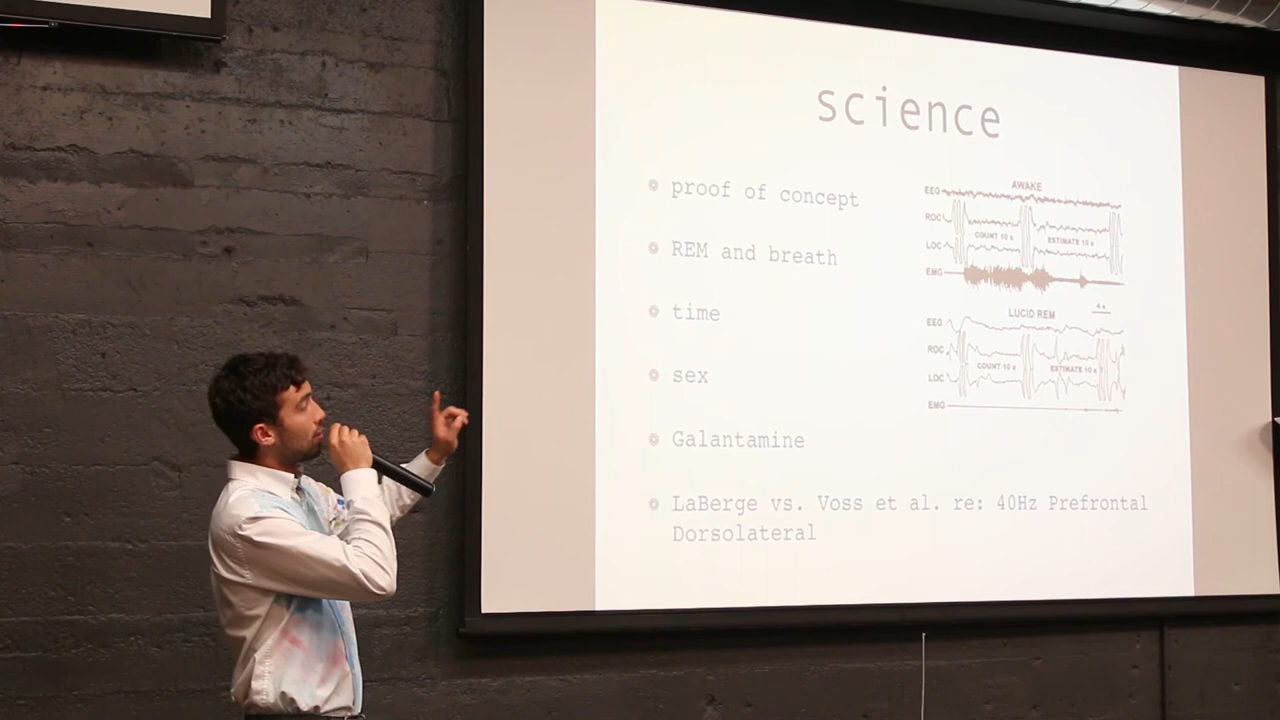 science
proof of concept
REM and breath
time
sex
Galantamine
LaBerge vs. Voss et al. re: 40Hz Prefrontal
Dorsolateral
AWAKE
EEG
ROC
COUNT 10 s ESTIMATE 10 s
LOC
EMG
4 s
LUCID REM
EEG
ROC
COUNT 10 s ESTIMATE 10 s
LOC
EMG